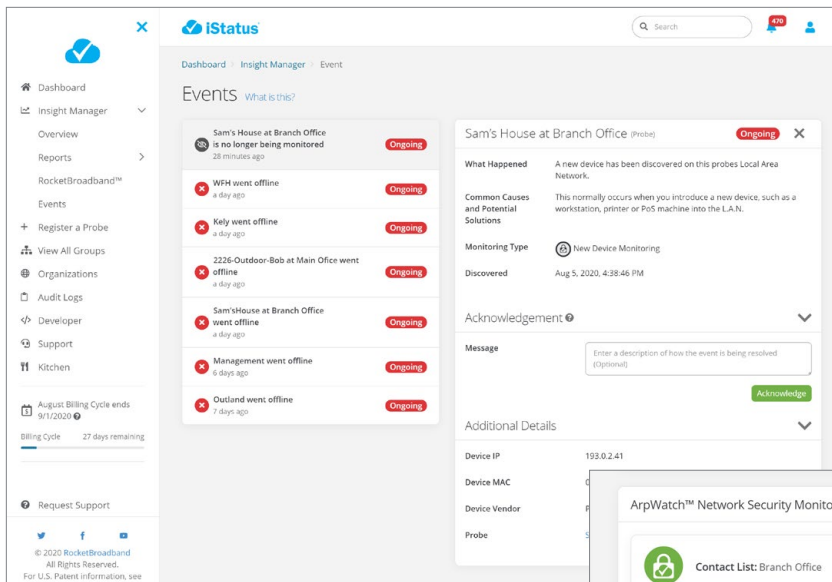 iStatus
Search
470
Dashboard
Insight Manager
Overview
Reports
RocketBroadband™
Events
Register a Probe
View All Groups
Organizations
Audit Logs
Developer
Support
Kitchen
August Billing Cycle ends
9/1/2020
Billing Cycle 27 days remaining
Request Support
© 2020 RocketBroadband
All Rights Reserved.
For U.S. Patent information, see
Dashboard > Insight Manager > Event
Events What is this?
Sam's House at Branch Office
is no longer being monitored
28 minutes ago
Ongoing
WFH went offline
a day ago
Ongoing
Kely went offline
a day ago
Ongoing
2226-Outdoor-Bob at Main Ofice went
offline
a day ago
Ongoing
Sam'sHouse at Branch Office
went offline
a day ago
Ongoing
Management went offline
6 days ago
Ongoing
Outland went offline
7 days ago
Ongoing
Sam's House at Branch Office (Probe) Ongoing
What Happened A new device has been discovered on this probes Local Area
Network.
Common Causes This normally occurs when you introduce a new device, such as a
and Potential workstation, printer or PoS machine into the L.A.N.
Solutions
Monitoring Type New Device Monitoring
Discovered Aug 5, 2020, 4:38:46 PM
Acknowledgement
Message Enter a description of how the event is being resolved
(Optional)
Acknowledge
Additional Details
Device IP 193.0.2.41
Device MAC
Device Vendor
Probe
ArpWatch™ Network Security Monito
Contact List: Branch Office